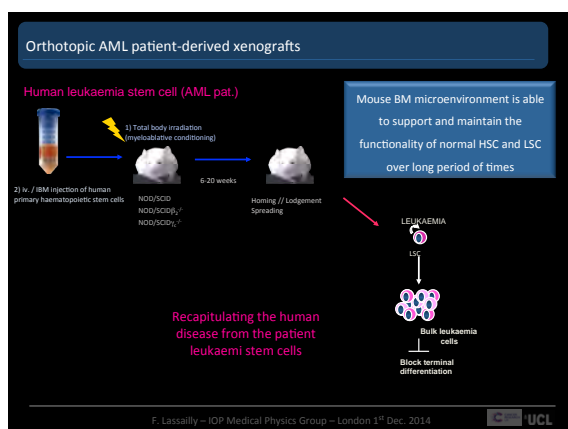 Orthotopic AML patient-derived xenografts
Human leukaemia stem cell (AML pat.)
1) Total body irradiation
(myeloablative conditioning)
2) iv. / IBM injection of human
primary haematopoietic stem cells
NOD/SCID
NOD/SCIDβ2-/-
NOD/SCIDγc-/-
6-20 weeks
Homing // Lodgement
Spreading
Mouse BM microenvironment is able
to support and maintain the
functionality of normal HSC and LSC
over long period of times
LEUKAEMIA
LSC
Bulk leukaemia
cells
Block terminal
differentiation
Recapitulating the human
disease from the patient
leukaemi stem cells
F. Lassailly – IOP Medical Physics Group – London 1st Dec. 2014
UCL